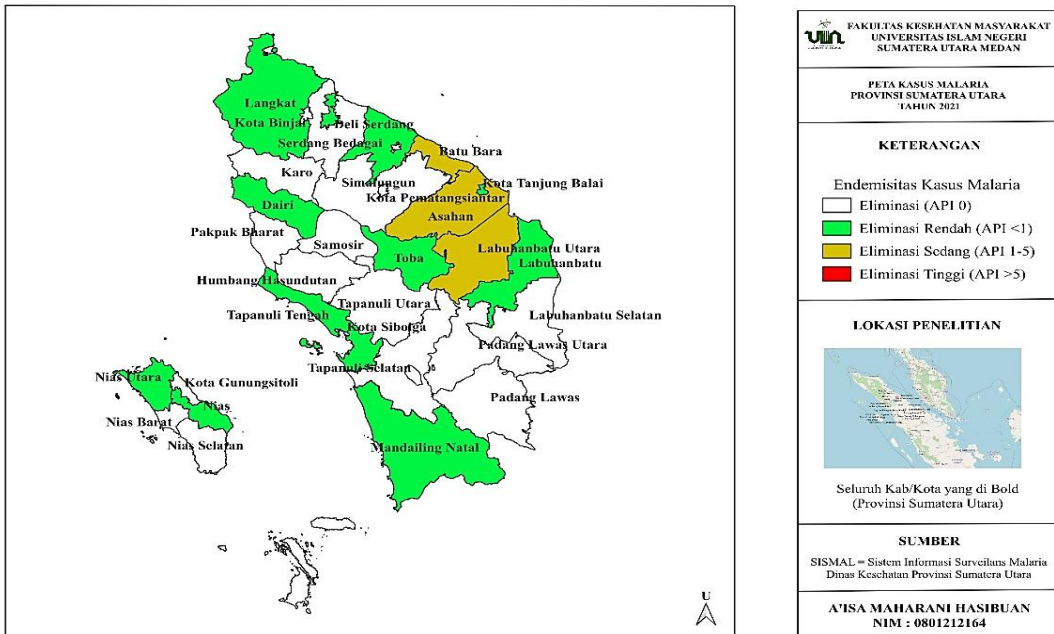 Langkat
Kota Binjai
Deli Serdang
Serdang Bedagai
Batu Bara
Karo
Simalungun
Kota Tanjung Balai
Kota Pematangsiantar
Dairi
Asahan
Pakpak Bharat
Samosir
Labuhanbatu Utara
Toba
Labuhanbatu
Humbang Hasundutan
Tapanuli Utara
Tapanuli Tengah
Labuhanbatu Selatan
Kota Sibolga
Padang Lawas Utara
Tapanuli Selatan
Nias Utara
Kota Gunungsitoli
Padang Lawas
Nias
Nias Barat
Nias Selatan
Mandailing Natal
U
UIN
FAKULTAS KESEHATAN MASYARAKAT
UNIVERSITAS ISLAM NEGERI
SUMATERA UTARA MEDAN
PETA KASUS MALARIA
PROVINSI SUMATERA UTARA
TAHUN 2021
KETERANGAN
Endemisitas Kasus Malaria
Eliminasi (API 0)
Eliminasi Rendah (API <1)
Eliminasi Sedang (API 1-5)
Eliminasi Tinggi (API >5)
LOKASI PENELITIAN
Seluruh Kab/Kota yang di Bold
(Provinsi Sumatera Utara)
SUMBER
SISMAL = Sistem Informasi Surveilans Malaria
Dinas Kesehatan Provinsi Sumatera Utara
A'ISA MAHARANI HASIBUAN
NIM : 0801212164